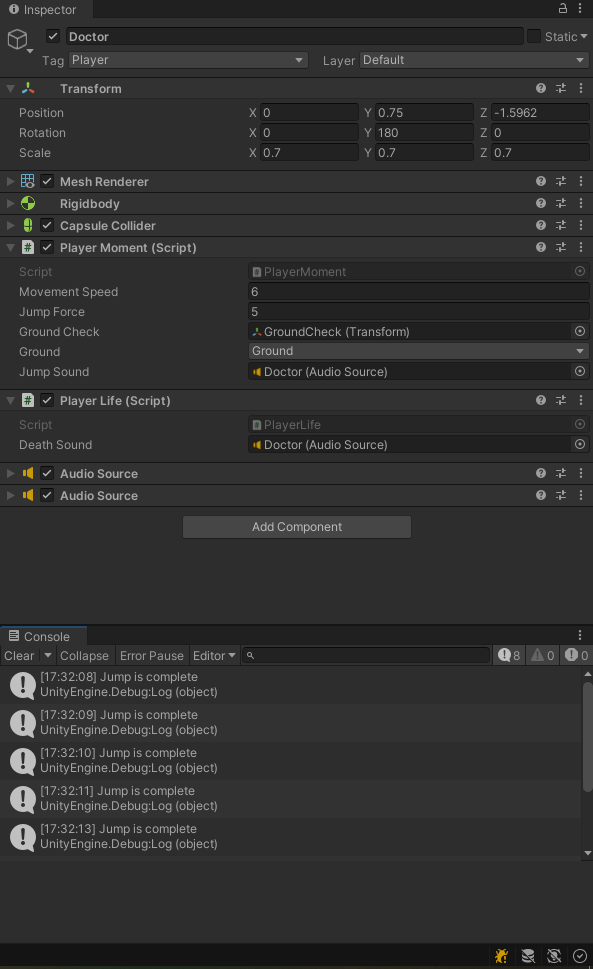 Inspector
Doctor Static
Tag Player Layer Default
Transform
Position X 0 Y 0.75 Z -1.5962
Rotation X 0 Y 180 Z 0
Scale X 0.7 Y 0.7 Z 0.7
Mesh Renderer
Rigidbody
Capsule Collider
# Player Moment (Script)
Script # PlayerMoment
Movement Speed 6
Jump Force 5
Ground Check GroundCheck (Transform)
Ground Ground
Jump Sound Doctor (Audio Source)
# Player Life (Script)
Script # PlayerLife
Death Sound Doctor (Audio Source)
Audio Source
Audio Source
Add Component
Console
Clear Collapse Error Pause Editor 8 0 0
[17:32:08] Jump is complete
UnityEngine.Debug:Log (object)
[17:32:09] Jump is complete
UnityEngine.Debug:Log (object)
[17:32:10] Jump is complete
UnityEngine.Debug:Log (object)
[17:32:11] Jump is complete
UnityEngine.Debug:Log (object)
[17:32:13] Jump is complete
UnityEngine.Debug:Log (object)